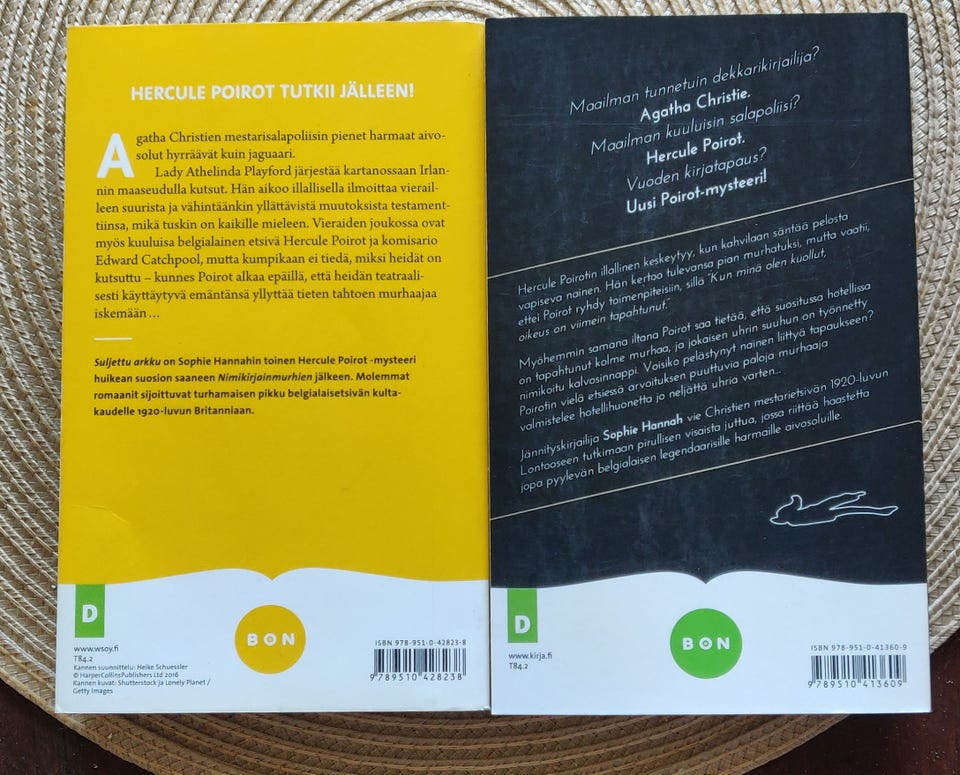 HERCULE POIROT TUTKII JÄLLEEN!
Agatha Christien mestarisalapoliisin pienet harmaat aivo-
solut hyrräävät kuin jaguaari.
Lady Athelinda Playford järjestää kartanossaan Irlan-
nin maaseudulla kutsut. Hän aikoo illallisella ilmoittaa vierail-
leen suurista ja vähintäänkin yllättävistä muutoksista testament-
tiinsa, mikä tuskin on kaikille mieleen. Vieraiden joukossa ovat
myös kuuluisa belgialainen etsivä Hercule Poirot ja komisario
Edward Catchpool, mutta kumpikaan ei tiedä, miksi heidät on
kutsuttu – kunnes Poirot alkaa epäillä, että heidän teatraali-
sesti käyttäytyvä emäntänsä yllyttää tieten tahtoen murhaajaa
iskemään ...
Suljettu arkku on Sophie Hannahin toinen Hercule Poirot -mysteeri
huikean suosion saaneen Nimikirjainmurhien jälkeen. Molemmat
romaanit sijoittuvat turhamaisen pikku belgialaisetsivän kulta-
kaudelle 1920-luvun Britanniaan.
D
BON
www.wsoy.fi
T84.2
Kannen suunnittelu: Heike Schuessler
© HarperCollinsPublishers Ltd 2016
Kannen kuvat: Shutterstock ja Lonely Planet /
Getty Images
ISBN 978-951-0-42823-8
9789510428238
Maailman tunnetuin dekkarikirjailija?
Agatha Christie.
Maailman kuuluisin salapoliisi?
Hercule Poirot.
Vuoden kirjatapaus?
Uusi Poirot-mysteeri!
Hercule Poirotin illallinen keskeytyy, kun kahvilaan säntää pelosta
vapiseva nainen. Hän kertoo tulevansa pian murhatuksi, mutta vaatii,
ettei Poirot ryhdy toimenpiteisiin, sillä "Kun minä olen kuollut,
oikeus on viimein tapahtunut."
Myöhemmin samana iltana Poirot saa tietää, että suositussa hotellissa
on tapahtunut kolme murhaa, ja jokaisen uhrin suuhun on työnnetty
nimikoitu kalvosinnappi. Voisiko pelästynyt nainen liittyä tapaukseen?
Poirotin vielä etsiessä arvoituksen puuttuvia paloja murhaaja
valmistelee hotellihuonetta jo neljättä uhria varten...
Jännityskirjailija Sophie Hannah vie Christien mestarietsivän 1920-luvun
Lontooseen tutkimaan pirullisen visaista juttua, jossa riittää haastetta
jopa pyylevän belgialaisen legendaarisille harmaille aivosoluille.
D
BON
www.kirja.fi
T84.2
ISBN 978-951-0-41360-9
9789510413609